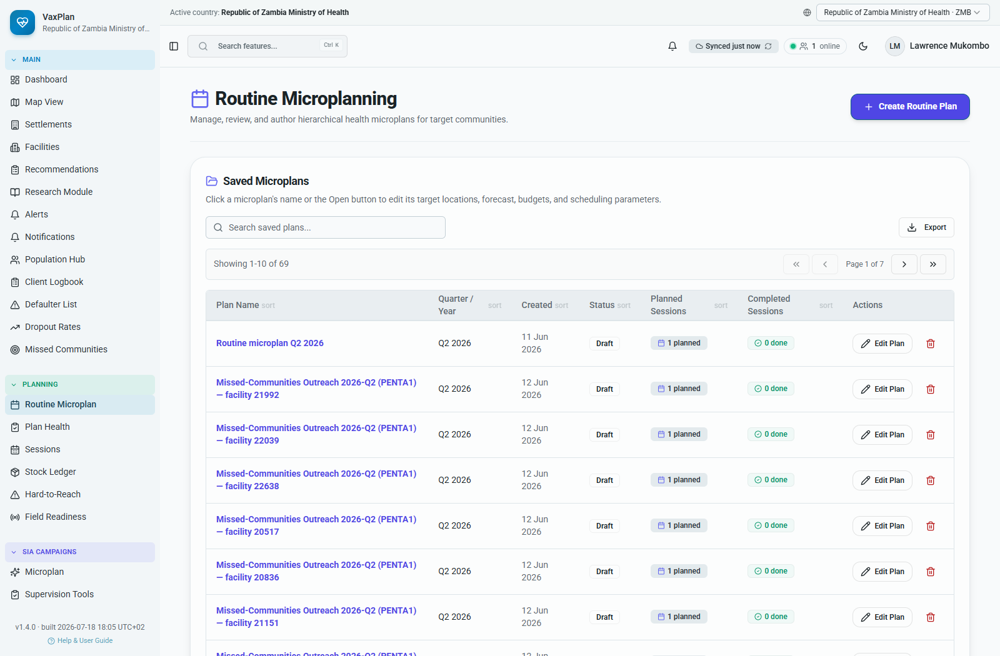 VaxPlan
Republic of Zambia Ministry of...
Active country: Republic of Zambia Ministry of Health
Republic of Zambia Ministry of Health · ZMB
Search features...
Ctrl K
Synced just now
1 online
LM
Lawrence Mukombo
MAIN
Dashboard
Map View
Settlements
Facilities
Recommendations
Research Module
Alerts
Notifications
Population Hub
Client Logbook
Defaulter List
Dropout Rates
Missed Communities
PLANNING
Routine Microplan
Plan Health
Sessions
Stock Ledger
Hard-to-Reach
Field Readiness
SIA CAMPAIGNS
Microplan
Supervision Tools
v1.4.0 · built 2026-07-18 18:05 UTC+02
Help & User Guide
Routine Microplanning
Manage, review, and author hierarchical health microplans for target communities.
Create Routine Plan
Saved Microplans
Click a microplan's name or the Open button to edit its target locations, forecast, budgets, and scheduling parameters.
Search saved plans...
Export
Showing 1-10 of 69
Page 1 of 7
Plan Name sort
Quarter / Year sort
Created sort
Status sort
Planned Sessions sort
Completed Sessions sort
Actions
Routine microplan Q2 2026
Q2 2026
11 Jun 2026
Draft
1 planned
0 done
Edit Plan
Missed-Communities Outreach 2026-Q2 (PENTA1)
— facility 21992
Q2 2026
12 Jun 2026
Draft
1 planned
0 done
Edit Plan
Missed-Communities Outreach 2026-Q2 (PENTA1)
— facility 22039
Q2 2026
12 Jun 2026
Draft
1 planned
0 done
Edit Plan
Missed-Communities Outreach 2026-Q2 (PENTA1)
— facility 22638
Q2 2026
12 Jun 2026
Draft
1 planned
0 done
Edit Plan
Missed-Communities Outreach 2026-Q2 (PENTA1)
— facility 20517
Q2 2026
12 Jun 2026
Draft
1 planned
0 done
Edit Plan
Missed-Communities Outreach 2026-Q2 (PENTA1)
— facility 20836
Q2 2026
12 Jun 2026
Draft
1 planned
0 done
Edit Plan
Missed-Communities Outreach 2026-Q2 (PENTA1)
— facility 21151
Q2 2026
12 Jun 2026
Draft
1 planned
0 done
Edit Plan
Missed-Communities Outreach 2026-Q2 (PENTA1)
12 Jun